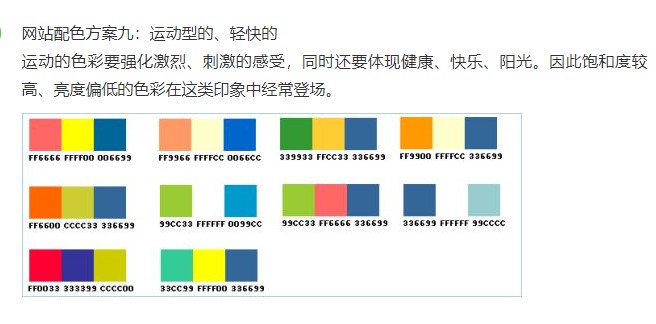 网站配色方案九：运动型的、轻快的
运动的色彩要强化激烈、刺激的感受，同时还要体现健康、快乐、阳光。因此饱和度较
高、亮度偏低的色彩在这类印象中经常登场。
FF6666 FFFF00 006699
FF9966 FFFFCC 0066CC
339933 FFCC33 336699
FF9900 FFFFCC 336699
FF6600 CCCC33 336699
99CC33 FFFFFF 0099CC
99CC33 FF6666 336699
336699 FFFFFF 99CCCC
FF0033 333399 CCCC00
33CC99 FFFF00 336699